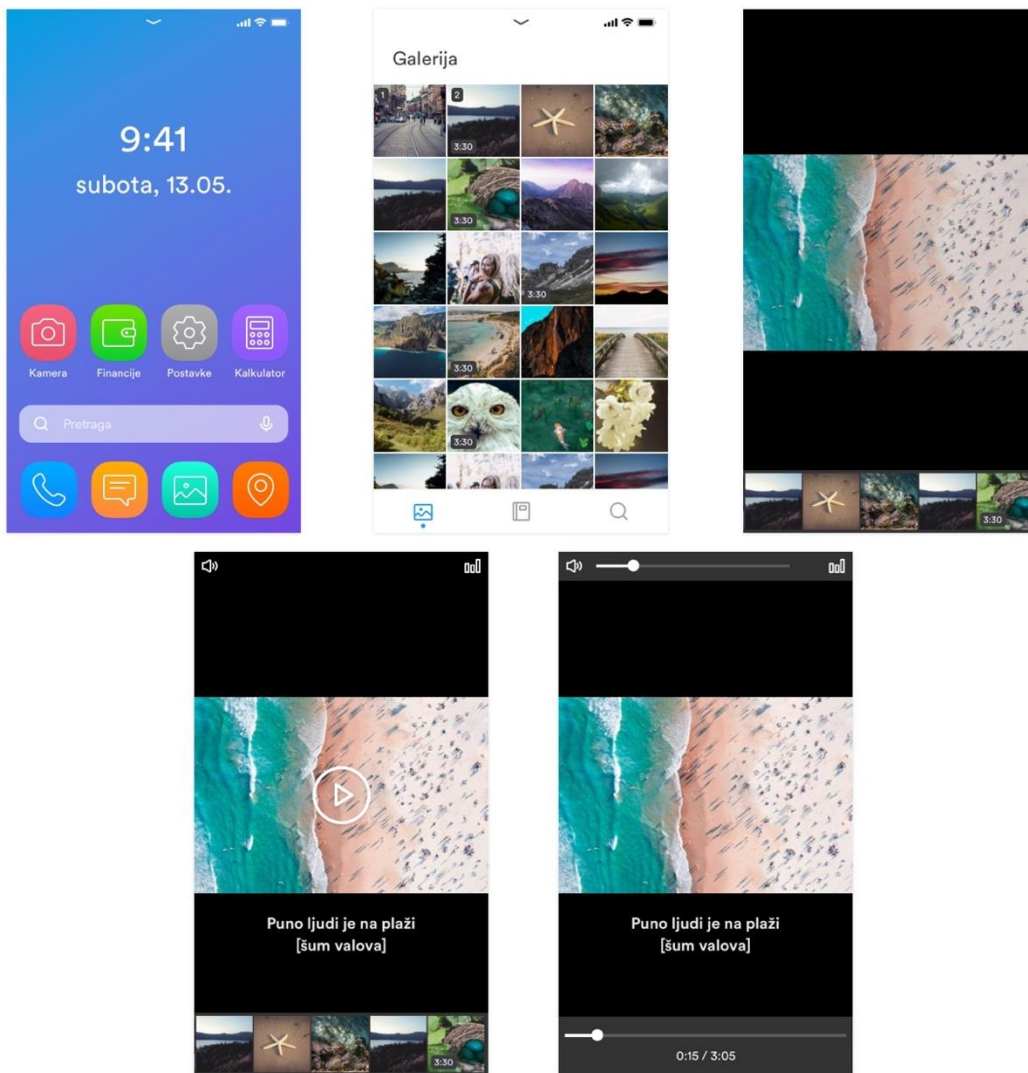 9:41
subota, 13.05.
Kamera Financije Postavke Kalkulator
Pretraga
Galerija
1 2
3:30
3:30
3:30
3:30
3:30
3:30
Puno ljudi je na plaži
[šum valova]
3:30
Puno ljudi je na plaži
[šum valova]
0:15 / 3:05